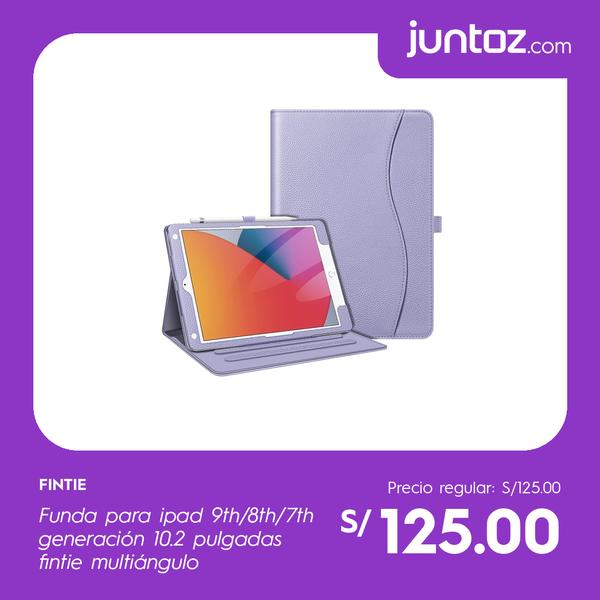 juntoz.com
FINTIE
Funda para ipad 9th/8th/7th
generación 10.2 pulgadas
fintie multiángulo
Precio regular: S/125.00
S/125.00